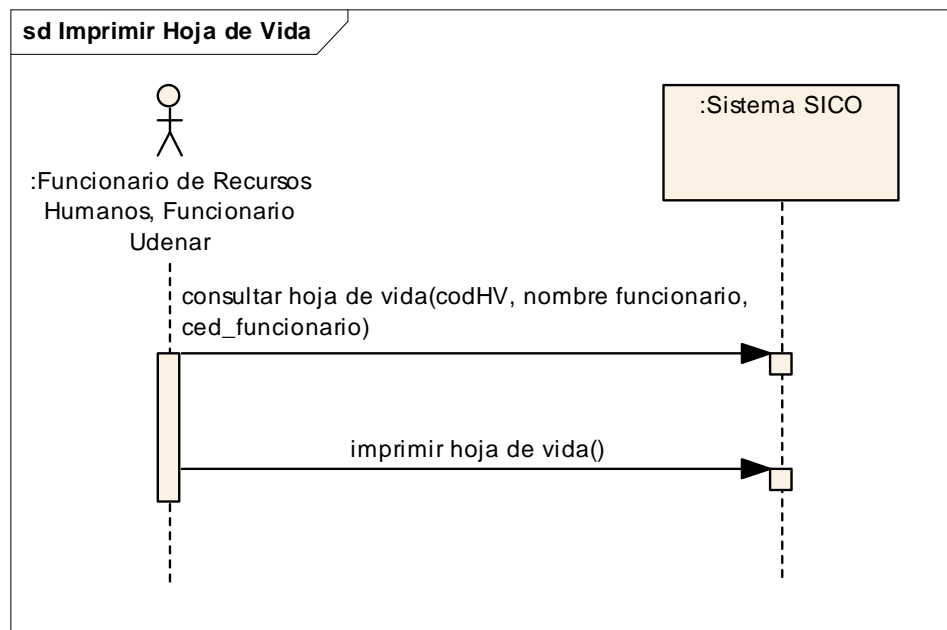 sd Imprimir Hoja de Vida
:Funcionario de Recursos
Humanos, Funcionario
Udenar
:Sistema SICO
consultar hoja de vida(codHV, nombre funcionario,
ced_funcionario)
imprimir hoja de vida()